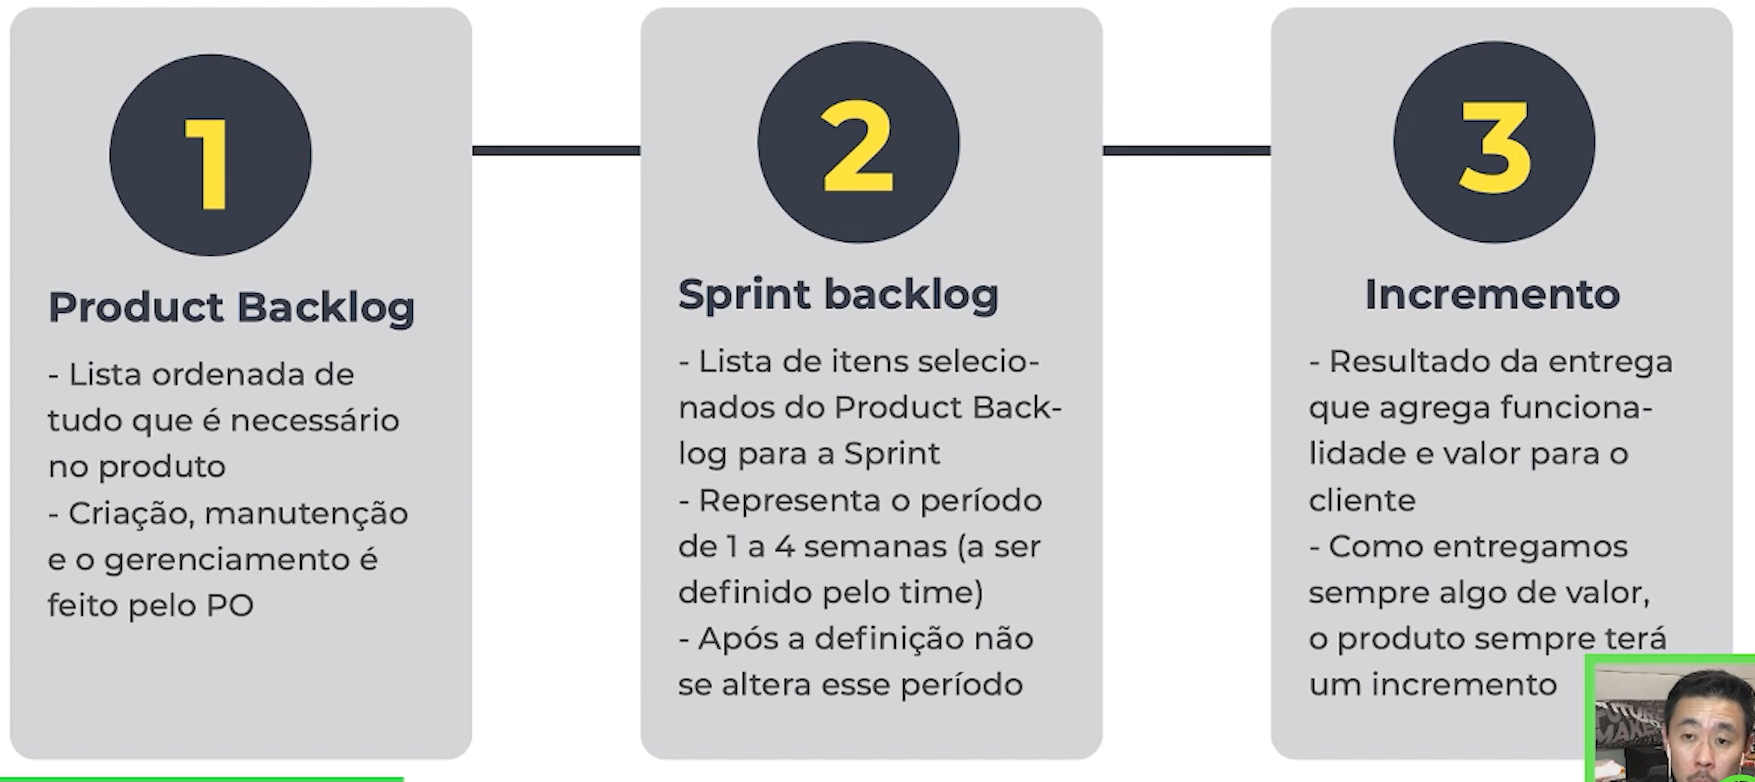 1
Product Backlog
- Lista ordenada de
tudo que é necessário
no produto
- Criação, manutenção
e o gerenciamento é
feito pelo PO
2
Sprint backlog
- Lista de itens selecio-
nados do Product Back-
log para a Sprint
- Representa o período
de 1 a 4 semanas (a ser
definido pelo time)
- Após a definição não
se altera esse período
3
Incremento
- Resultado da entrega
que agrega funciona-
lidade e valor para o
cliente
- Como entregamos
sempre algo de valor,
o produto sempre terá
um incremento